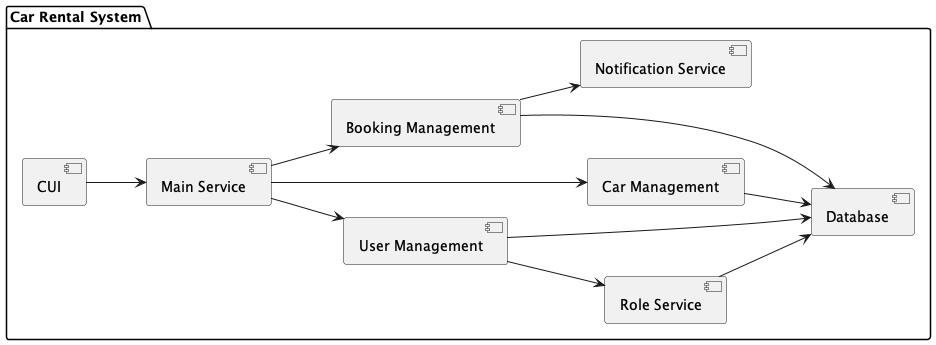 Car Rental System
Notification Service
Booking Management
CUI
Main Service
Car Management
Database
User Management
Role Service